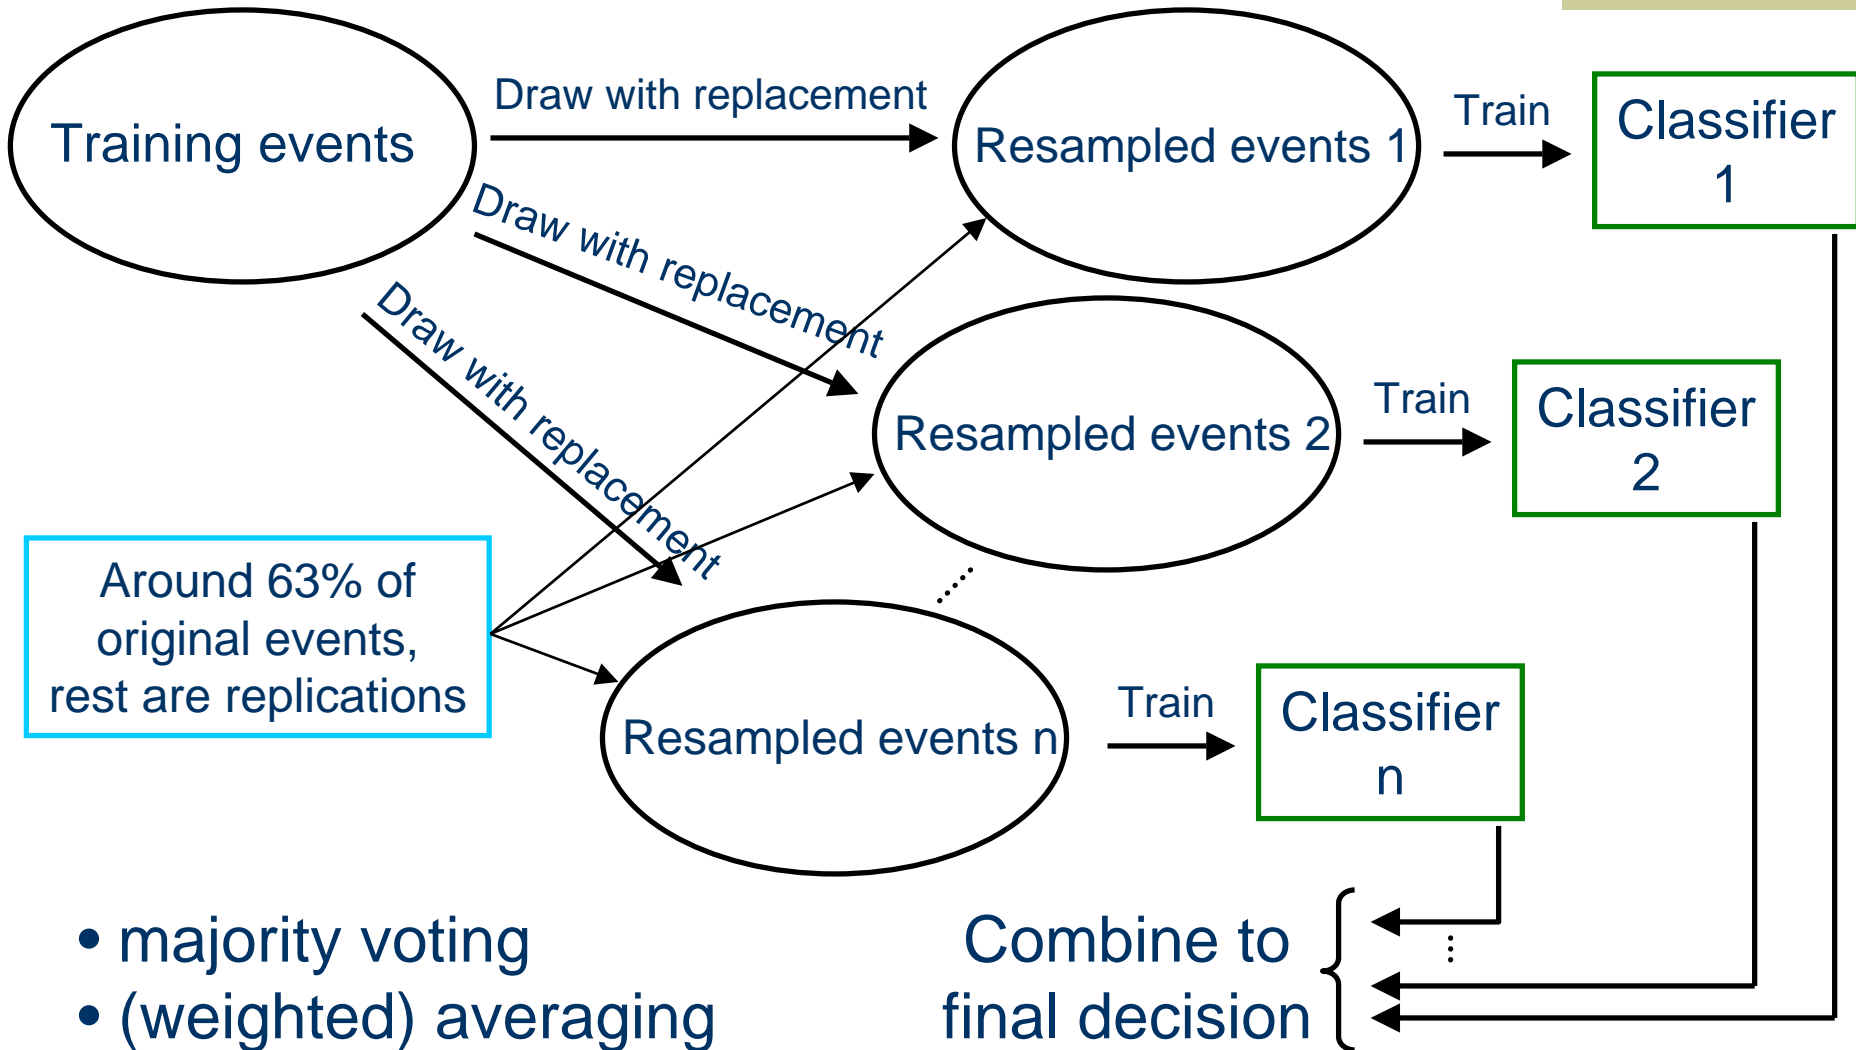 Training events
Draw with replacement
Resampled events 1
Train
Classifier
1
Draw with replacement
Resampled events 2
Train
Classifier
2
Draw with replacement
Around 63% of
original events,
rest are replications
Resampled events n
Train
Classifier
n
• majority voting
• (weighted) averaging
Combine to
final decision